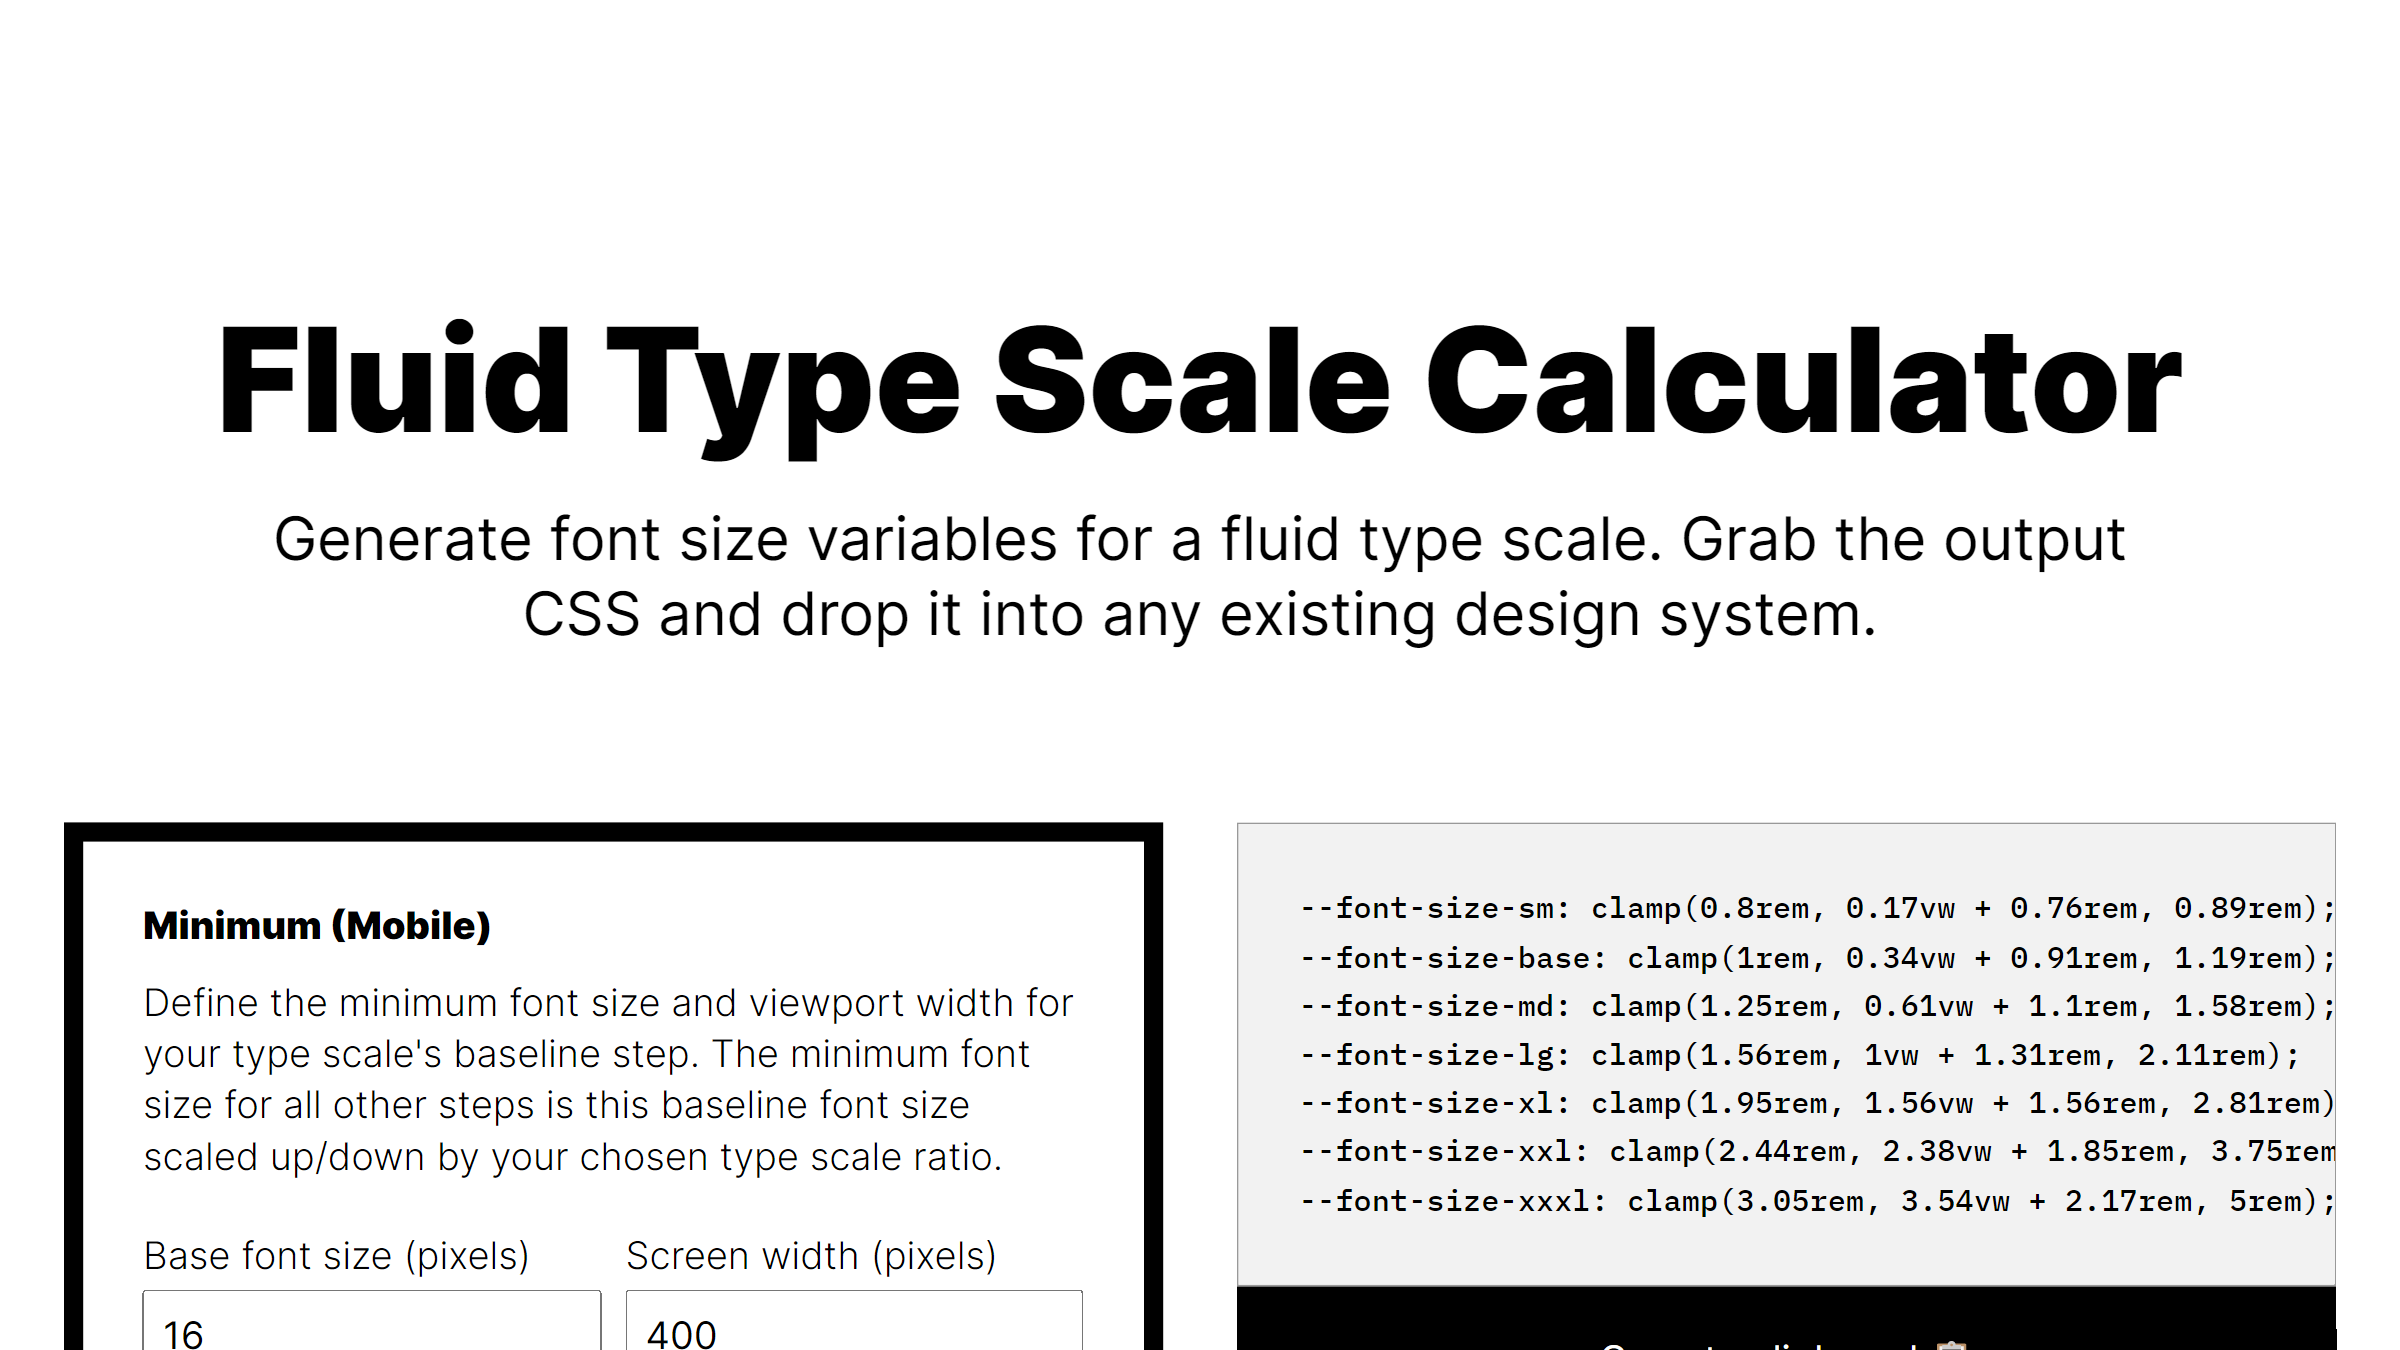 Fluid Type Scale Calculator
Generate font size variables for a fluid type scale. Grab the output
CSS and drop it into any existing design system.
Minimum (Mobile)
Define the minimum font size and viewport width for
your type scale's baseline step. The minimum font
size for all other steps is this baseline font size
scaled up/down by your chosen type scale ratio.
Base font size (pixels)
Screen width (pixels)
16
400
--font-size-sm: clamp(0.8rem, 0.17vw + 0.76rem, 0.89rem);
--font-size-base: clamp(1rem, 0.34vw + 0.91rem, 1.19rem);
--font-size-md: clamp(1.25rem, 0.61vw + 1.1rem, 1.58rem);
--font-size-lg: clamp(1.56rem, 1vw + 1.31rem, 2.11rem);
--font-size-xl: clamp(1.95rem, 1.56vw + 1.56rem, 2.81rem)
--font-size-xxl: clamp(2.44rem, 2.38vw + 1.85rem, 3.75rem
--font-size-xxxl: clamp(3.05rem, 3.54vw + 2.17rem, 5rem);